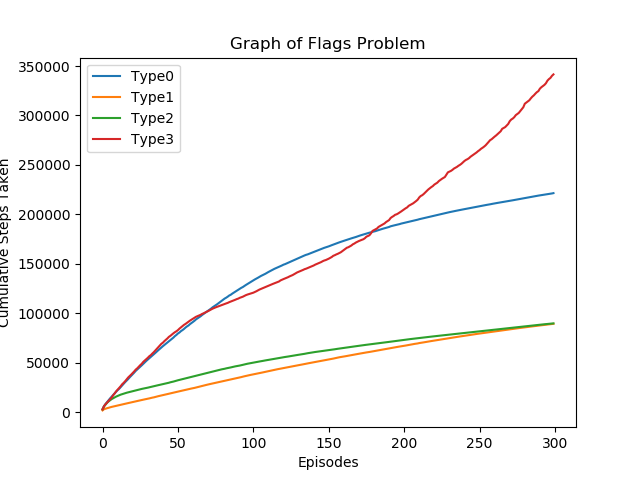 Graph of Flags Problem
Cumulative Steps Taken
350000
300000
250000
200000
150000
100000
50000
0
Type0
Type1
Type2
Type3
0 50 100 150 200 250 300
Episodes